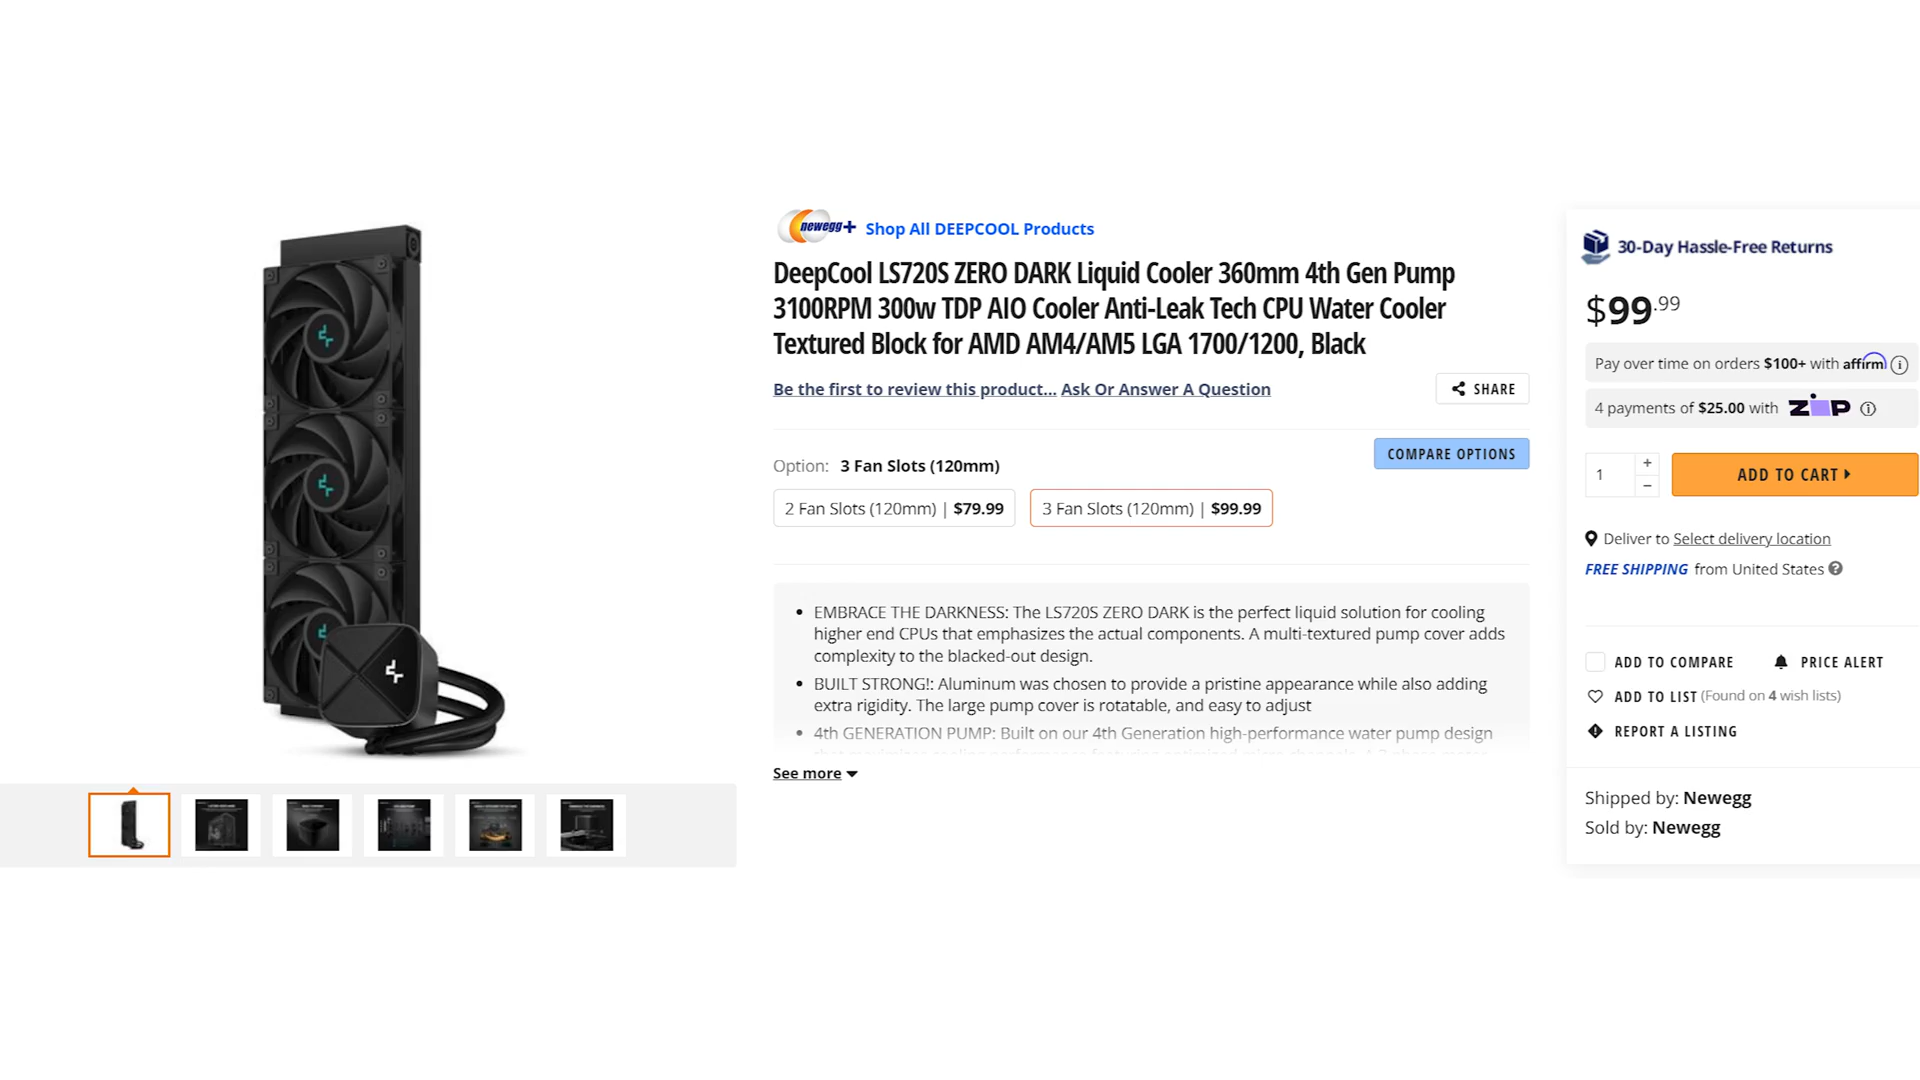 newegg+ Shop All DEEPCOOL Products
DeepCool LS720S ZERO DARK Liquid Cooler 360mm 4th Gen Pump
3100RPM 300w TDP AIO Cooler Anti-Leak Tech CPU Water Cooler
Textured Block for AMD AM4/AM5 LGA 1700/1200, Black
Be the first to review this product... Ask Or Answer A Question
SHARE
Option: 3 Fan Slots (120mm)
COMPARE OPTIONS
2 Fan Slots (120mm) | $79.99
3 Fan Slots (120mm) | $99.99
• EMBRACE THE DARKNESS: The LS720S ZERO DARK is the perfect liquid solution for cooling
higher end CPUs that emphasizes the actual components. A multi-textured pump cover adds
complexity to the blacked-out design.
• BUILT STRONG!: Aluminum was chosen to provide a pristine appearance while also adding
extra rigidity. The large pump cover is rotatable, and easy to adjust
• 4th GENERATION PUMP: Built on our 4th Generation high-performance water pump design
See more
30-Day Hassle-Free Returns
$99.99
Pay over time on orders $100+ with affirm
4 payments of $25.00 with ZIP
1
+
−
ADD TO CART
Deliver to Select delivery location
FREE SHIPPING from United States
ADD TO COMPARE
PRICE ALERT
ADD TO LIST (Found on 4 wish lists)
REPORT A LISTING
Shipped by: Newegg
Sold by: Newegg